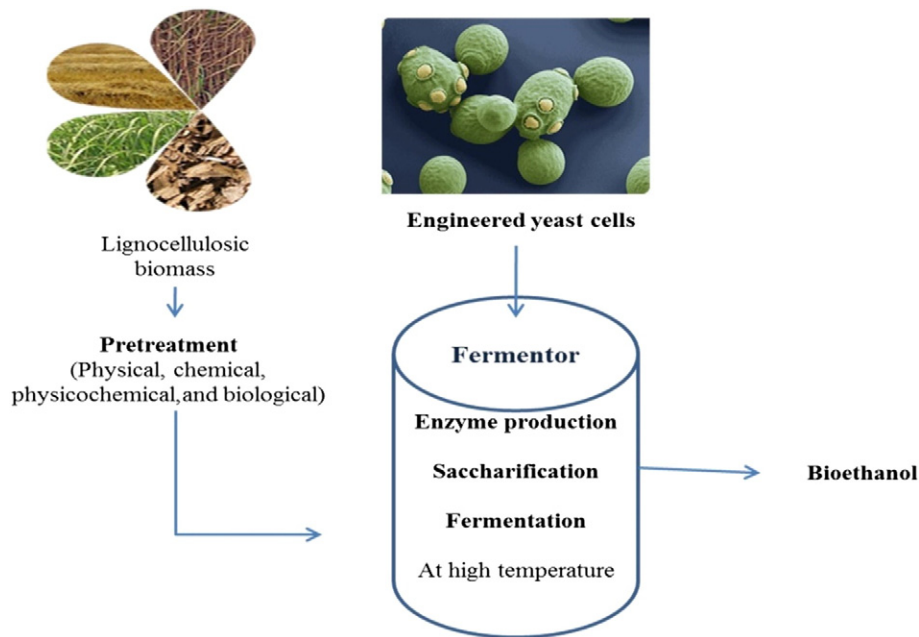 Lignocellulosic
biomass
Pretreatment
(Physical, chemical,
physicochemical,and biological)
Engineered yeast cells
Fermentor
Enzyme production
Saccharification
Fermentation
At high temperature
Bioethanol